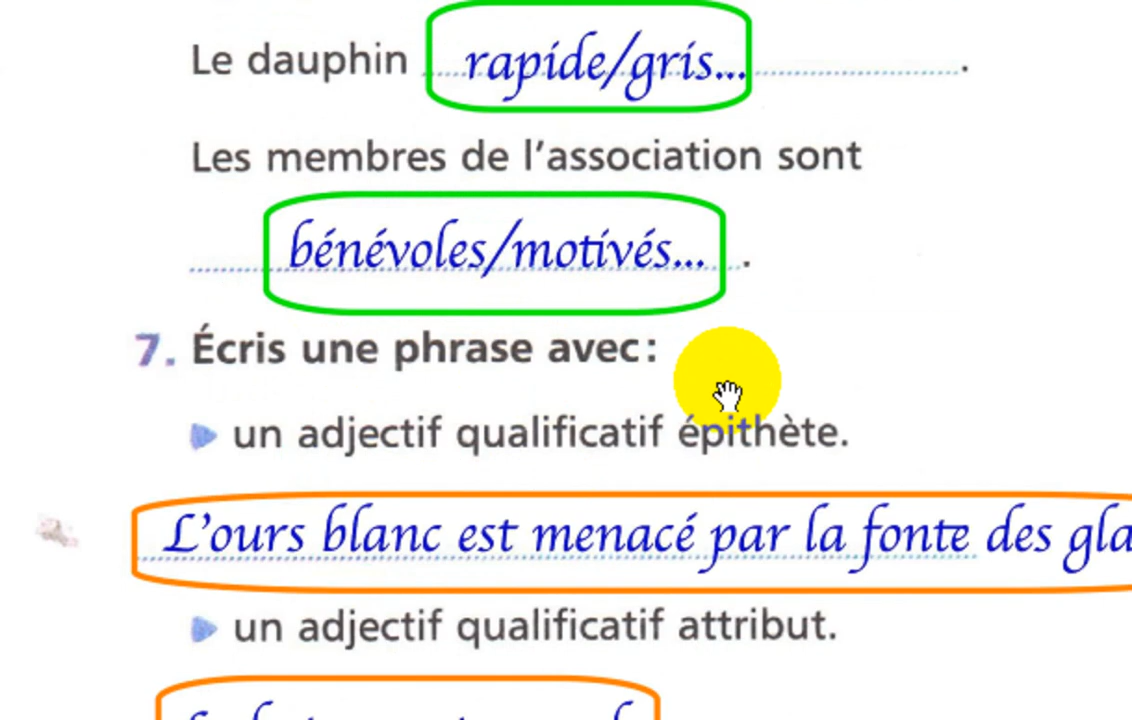 Le dauphin rapide/gris... .
Les membres de l'association sont
bénévoles/motivés... .
7. Écris une phrase avec:
un adjectif qualificatif épithète.
L'ours blanc est menacé par la fonte des gla
un adjectif qualificatif attribut.